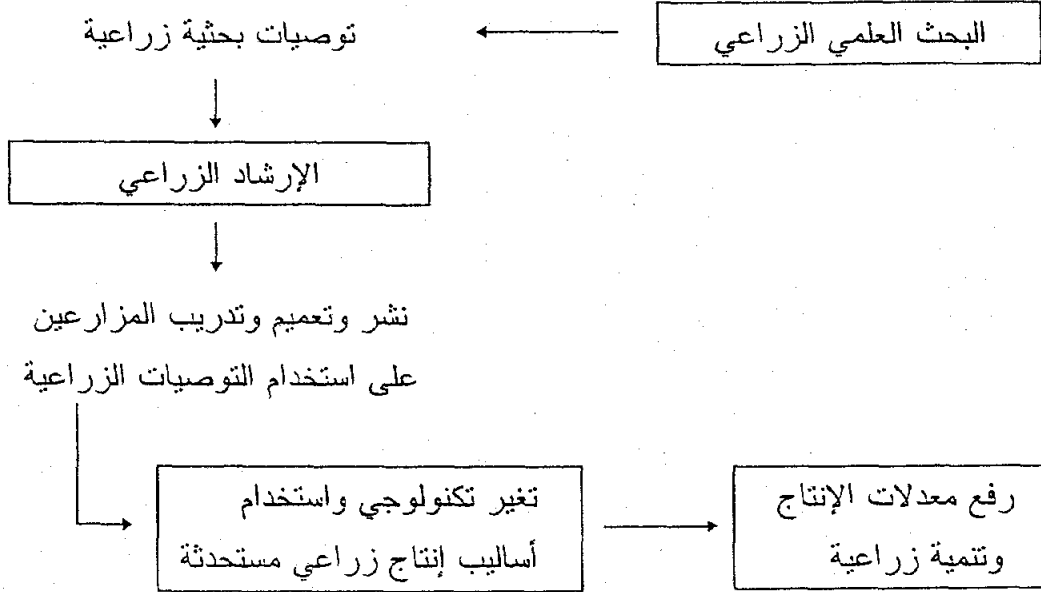 البحث العلمي الزراعي
توصيات بحثية زراعية
الإرشاد الزراعي
نشر وتعميم وتدريب المزارعين
على استخدام التوصيات الزراعية
تغير تكنولوجي واستخدام
أساليب إنتاج زراعي مستحدثة
رفع معدلات الإنتاج
وتنمية زراعية